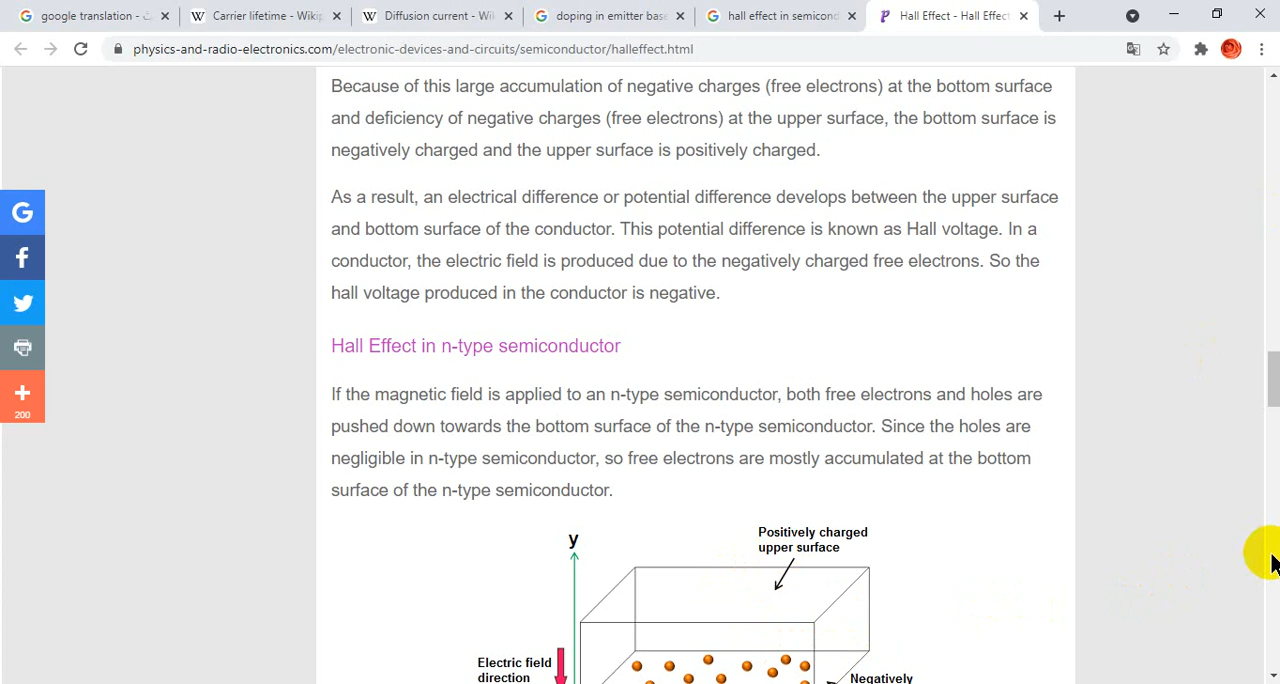 google translation -
Carrier lifetime - Wikip
Diffusion current - Wi
doping in emitter base
hall effect in semicond
Hall Effect - Hall Effect
physics-and-radio-electronics.com/electronic-devices-and-circuits/semiconductor/halleffect.html
Because of this large accumulation of negative charges (free electrons) at the bottom surface
and deficiency of negative charges (free electrons) at the upper surface, the bottom surface is
negatively charged and the upper surface is positively charged.
As a result, an electrical difference or potential difference develops between the upper surface
and bottom surface of the conductor. This potential difference is known as Hall voltage. In a
conductor, the electric field is produced due to the negatively charged free electrons. So the
hall voltage produced in the conductor is negative.
Hall Effect in n-type semiconductor
If the magnetic field is applied to an n-type semiconductor, both free electrons and holes are
pushed down towards the bottom surface of the n-type semiconductor. Since the holes are
negligible in n-type semiconductor, so free electrons are mostly accumulated at the bottom
surface of the n-type semiconductor.
200
Positively charged
upper surface
y
Electric field
direction
Negatively